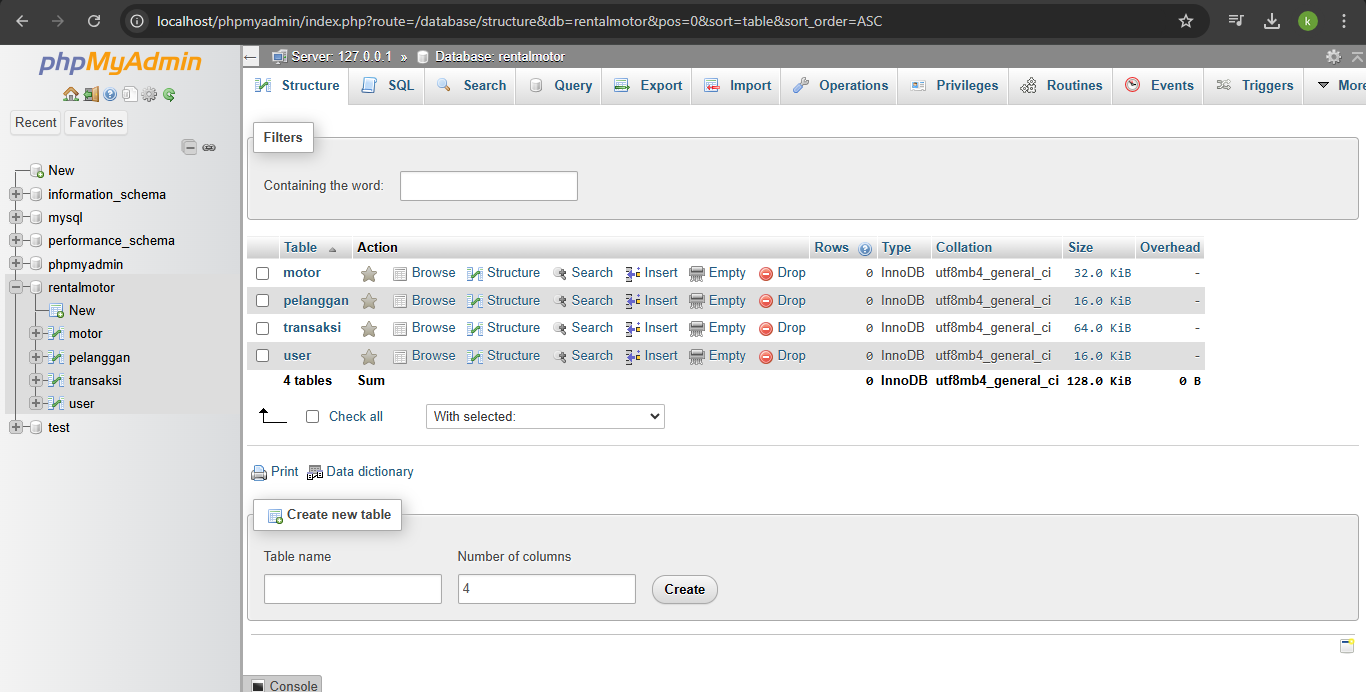 localhost/phpmyadmin/index.php?route=/database/structure&db=rentalmotor&pos=0&sort=table&sort_order=ASC
k
phpMyAdmin
Recent Favorites
New
information_schema
mysql
performance_schema
phpmyadmin
rentalmotor
New
motor
pelanggan
transaksi
user
test
Server: 127.0.0.1 » Database: rentalmotor
Structure SQL Search Query Export Import Operations Privileges Routines Events Triggers More
Filters
Containing the word:
Table Action Rows Type Collation Size Overhead
motor Browse Structure Search Insert Empty Drop 0 InnoDB utf8mb4_general_ci 32.0 KiB -
pelanggan Browse Structure Search Insert Empty Drop 0 InnoDB utf8mb4_general_ci 16.0 KiB -
transaksi Browse Structure Search Insert Empty Drop 0 InnoDB utf8mb4_general_ci 64.0 KiB -
user Browse Structure Search Insert Empty Drop 0 InnoDB utf8mb4_general_ci 16.0 KiB -
4 tables Sum 0 InnoDB utf8mb4_general_ci 128.0 KiB 0 B
Check all With selected:
Print Data dictionary
Create new table
Table name Number of columns
4 Create
Console